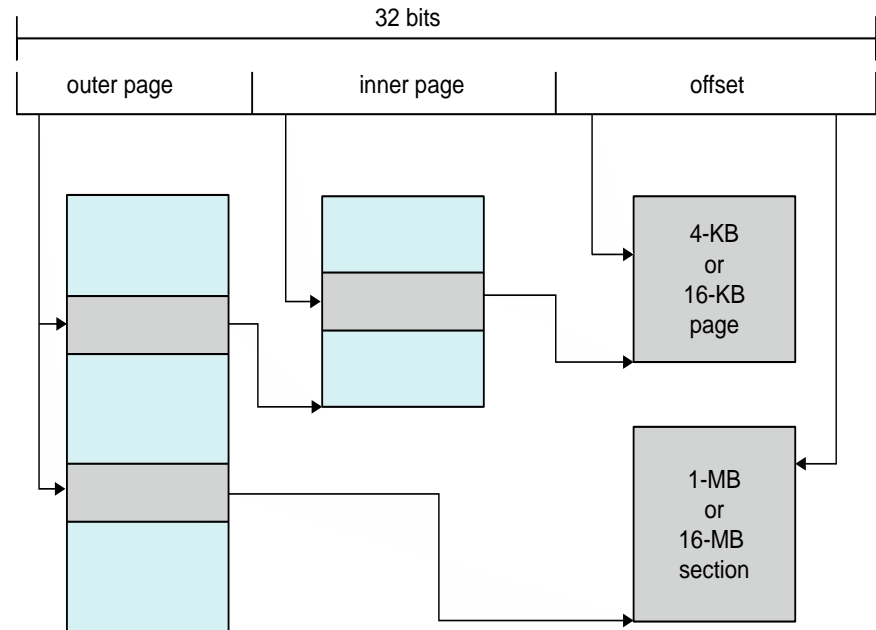 32 bits
outer page
inner page
offset
4-KB
or
16-KB
page
1-MB
or
16-MB
section